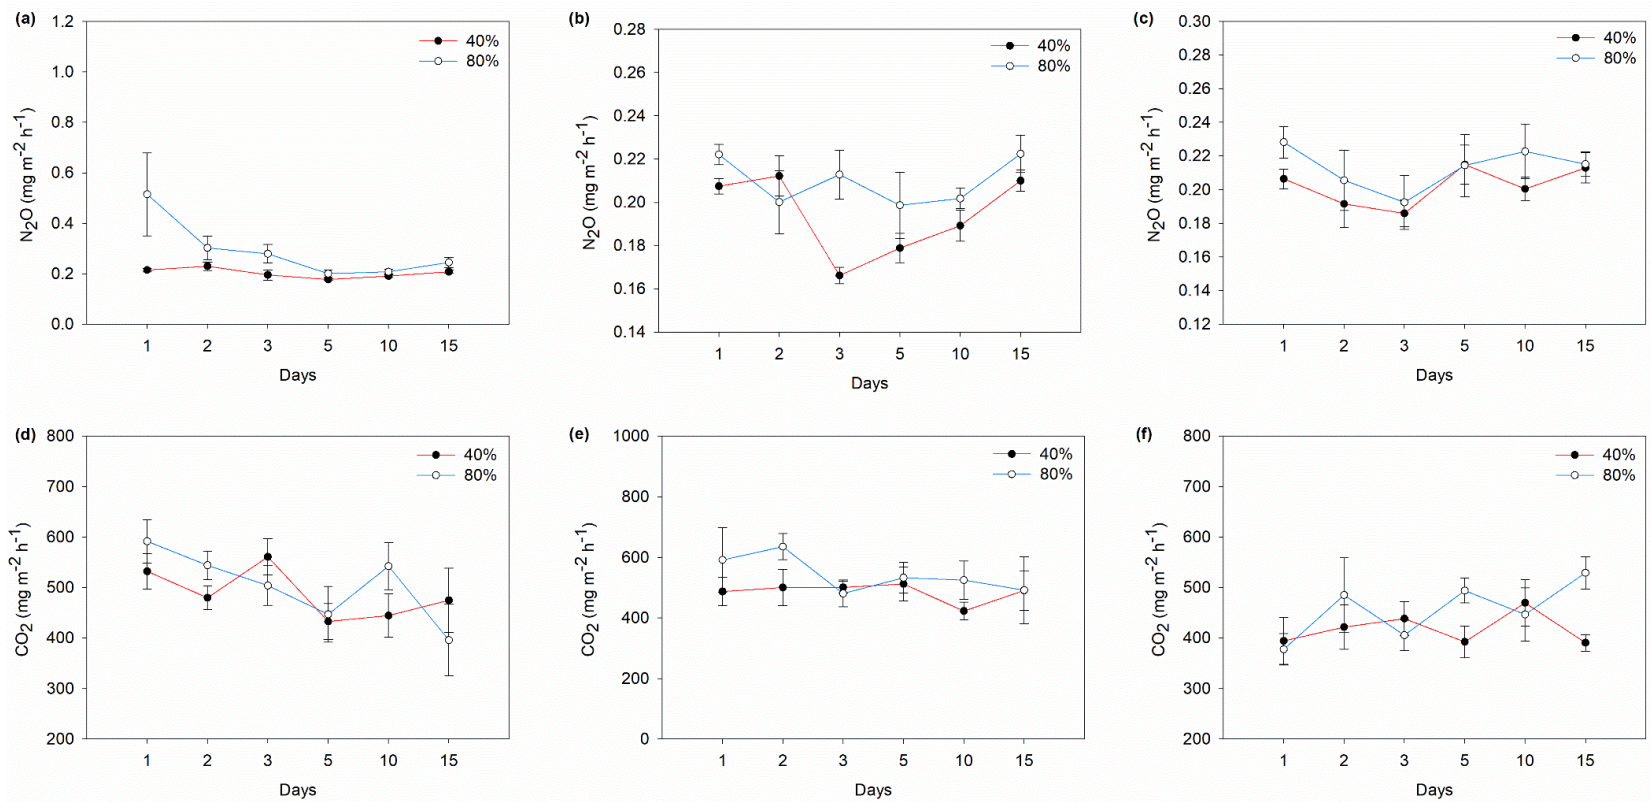 (a)
1.2
1.0
0.8
0.6
0.4
0.2
0.0
N2O (mg m-2 h-1)
40%
80%
1 2 3 5 10 15
Days
(b)
0.28
0.26
0.24
0.22
0.20
0.18
0.16
0.14
N2O (mg m-2 h-1)
40%
80%
1 2 3 5 10 15
Days
(c)
0.30
0.28
0.26
0.24
0.22
0.20
0.18
0.16
0.14
0.12
N2O (mg m-2 h-1)
40%
80%
1 2 3 5 10 15
Days
(d)
800
700
600
500
400
300
200
CO2 (mg m-2 h-1)
40%
80%
1 2 3 5 10 15
Days
(e)
1000
800
600
400
200
0
CO2 (mg m-2 h-1)
40%
80%
1 2 3 5 10 15
Days
(f)
800
700
600
500
400
300
200
CO2 (mg m-2 h-1)
40%
80%
1 2 3 5 10 15
Days